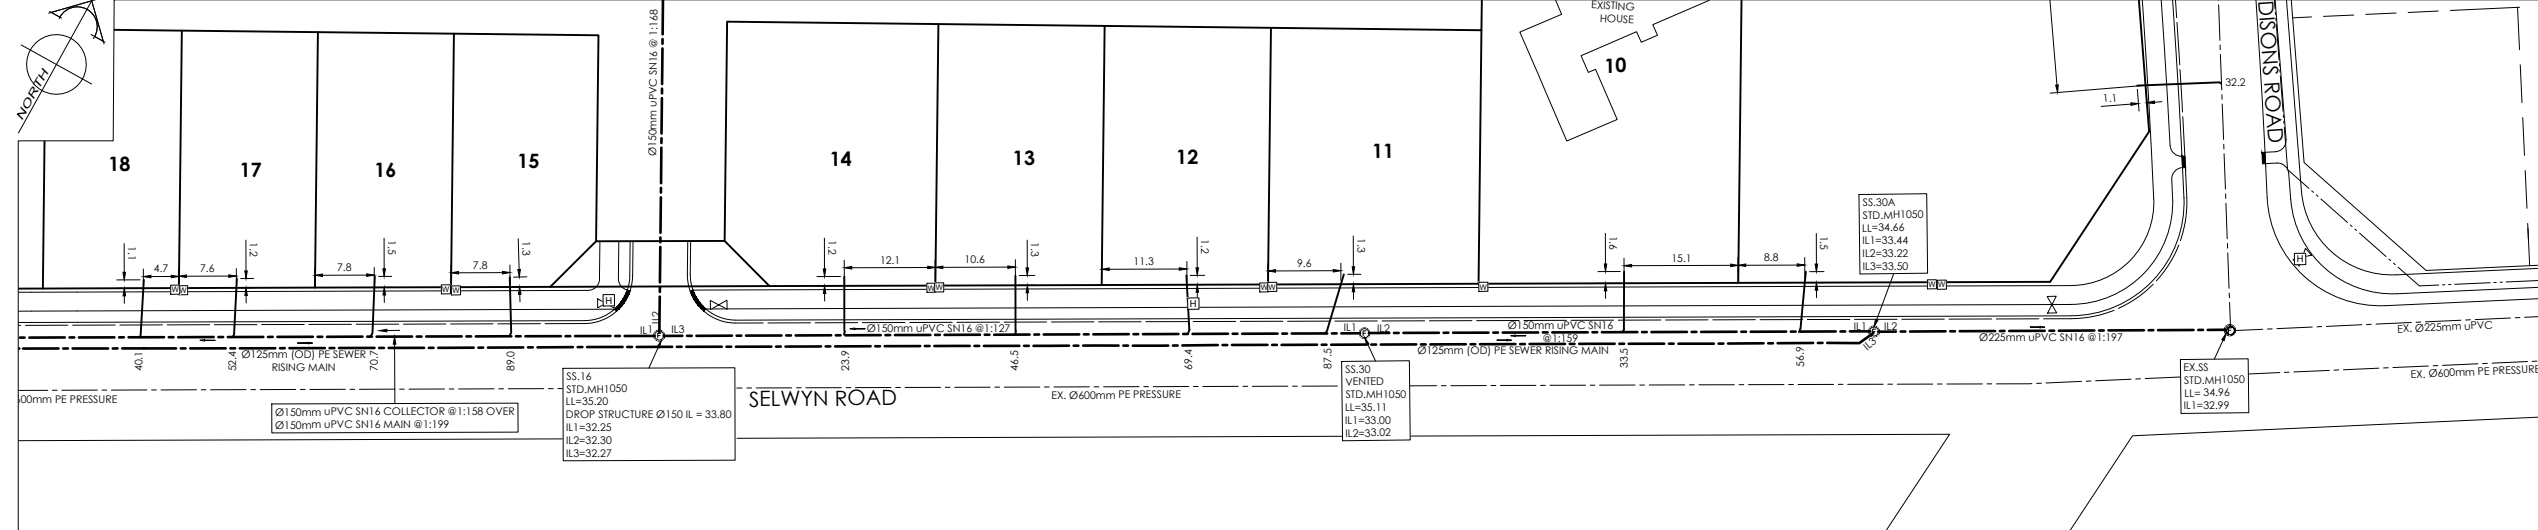 NORTH
Ø150mm uPVC SN16 @ 1:168
EXISTING
HOUSE
10
DISONS ROAD
32.2
1.1
18
17
16
15
14
13
12
11
SS.30A
STD.MH1050
LL=34.66
IL1=33.44
IL2=33.22
IL3=33.50
1.1
4.7
7.6
1.2
7.8
1.5
7.8
1.3
1.2
12.1
10.6
1.3
11.3
1.2
9.6
1.3
1.6
15.1
8.8
1.5
W W
W W
W W
W W
W
W W
H
H
H
IL1
IL2
IL3
Ø150mm uPVC SN16 @1:127
IL1
IL2
Ø150mm uPVC SN16
@1:159
IL1
IL2
IL3
Ø225mm uPVC SN16 @1:197
EX. Ø225mm uPVC
Ø125mm (OD) PE SEWER
RISING MAIN
Ø125mm (OD) PE SEWER RISING MAIN
40.1
52.4
70.7
89.0
23.9
46.5
69.4
87.5
33.5
56.9
SS.16
STD.MH1050
LL=35.20
DROP STRUCTURE Ø150 IL = 33.80
IL1=32.25
IL2=32.30
IL3=32.27
SS.30
VENTED
STD.MH1050
LL=35.11
IL1=33.00
IL2=33.02
EX.SS
STD.MH1050
LL= 34.96
IL1=32.99
EX. Ø600mm PE PRESSURE
00mm PE PRESSURE
SELWYN ROAD
EX. Ø600mm PE PRESSURE
Ø150mm uPVC SN16 COLLECTOR @1:158 OVER
Ø150mm uPVC SN16 MAIN @1:199